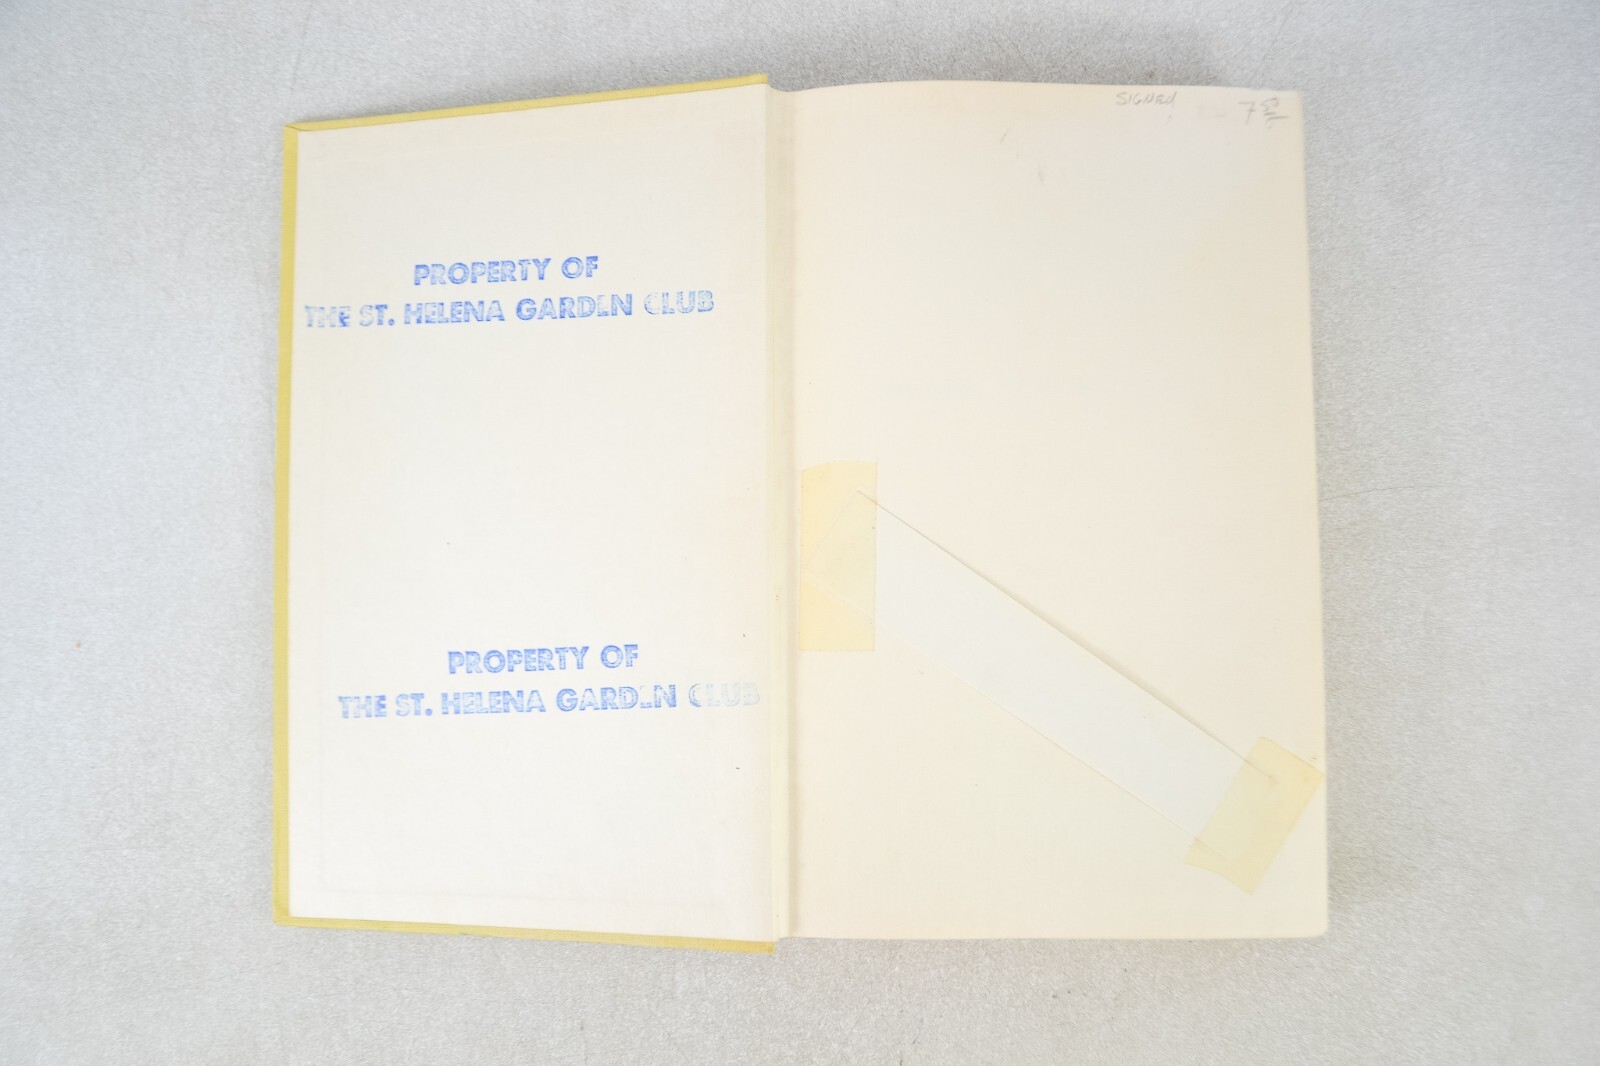 PROPERTY OF
THE ST. HELENA GARDEN CLUB
PROPERTY OF
THE ST. HELENA GARDEN CLUB
SIGNED